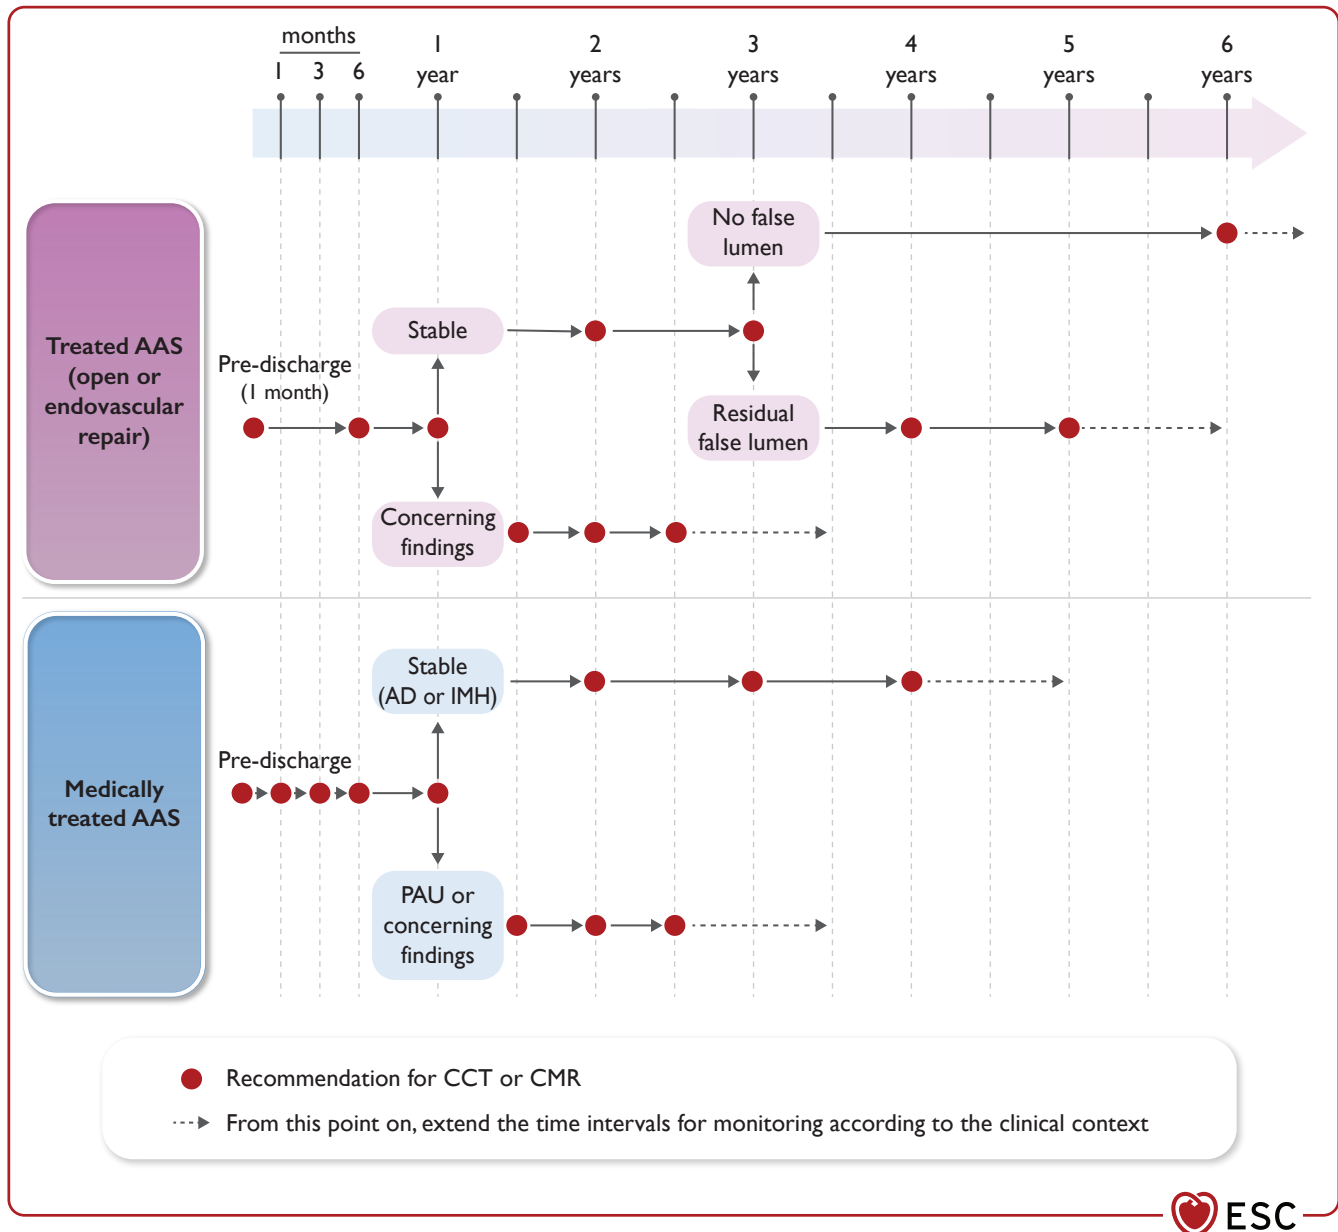 months
1 3 6
1
year
2
years
3
years
4
years
5
years
6
years
Treated AAS
(open or
endovascular
repair)
Pre-discharge
(1 month)
Stable
Concerning
findings
No false
lumen
Residual
false lumen
Medically
treated AAS
Pre-discharge
Stable
(AD or IMH)
PAU or
concerning
findings
Recommendation for CCT or CMR
From this point on, extend the time intervals for monitoring according to the clinical context
ESC